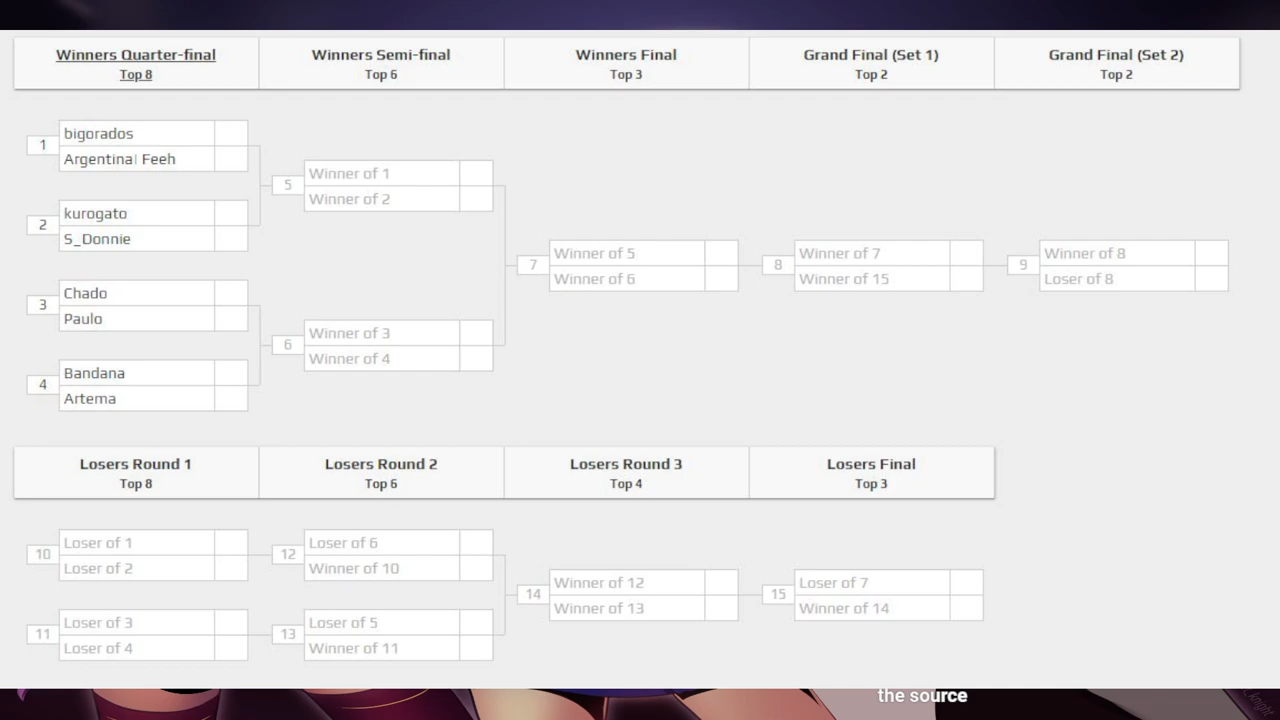 Winners Quarter-final
Top 8
Winners Semi-final
Top 6
Winners Final
Top 3
Grand Final (Set 1)
Top 2
Grand Final (Set 2)
Top 2
1
bigorados
Argentina| Feeh
2
kurogato
S_Donnie
3
Chado
Paulo
4
Bandana
Artema
5
Winner of 1
Winner of 2
6
Winner of 3
Winner of 4
7
Winner of 5
Winner of 6
8
Winner of 7
Winner of 15
9
Winner of 8
Loser of 8
Losers Round 1
Top 8
Losers Round 2
Top 6
Losers Round 3
Top 4
Losers Final
Top 3
10
Loser of 1
Loser of 2
11
Loser of 3
Loser of 4
12
Loser of 6
Winner of 10
13
Loser of 5
Winner of 11
14
Winner of 12
Winner of 13
15
Loser of 7
Winner of 14
the source